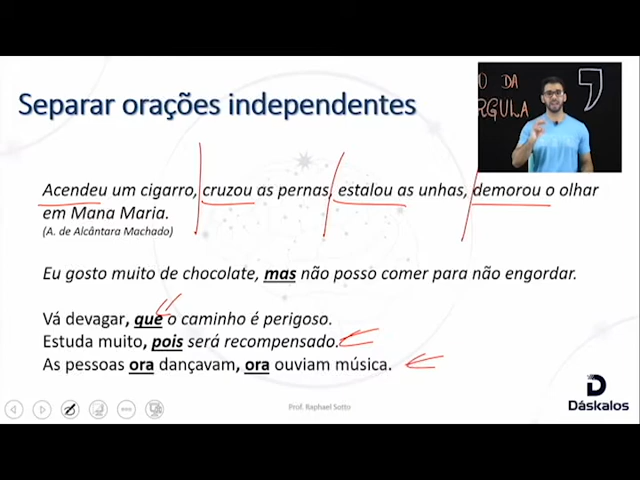 Separar orações independentes
O DA
RGULA
Acendeu um cigarro, cruzou as pernas, estalou as unhas, demorou o olhar
em Mana Maria.
(A. de Alcântara Machado)
Eu gosto muito de chocolate, mas não posso comer para não engordar.
Vá devagar, que o caminho é perigoso.
Estuda muito, pois será recompensado.
As pessoas ora dançavam, ora ouviam música.
Prof. Raphael Sotto
Dáskalos